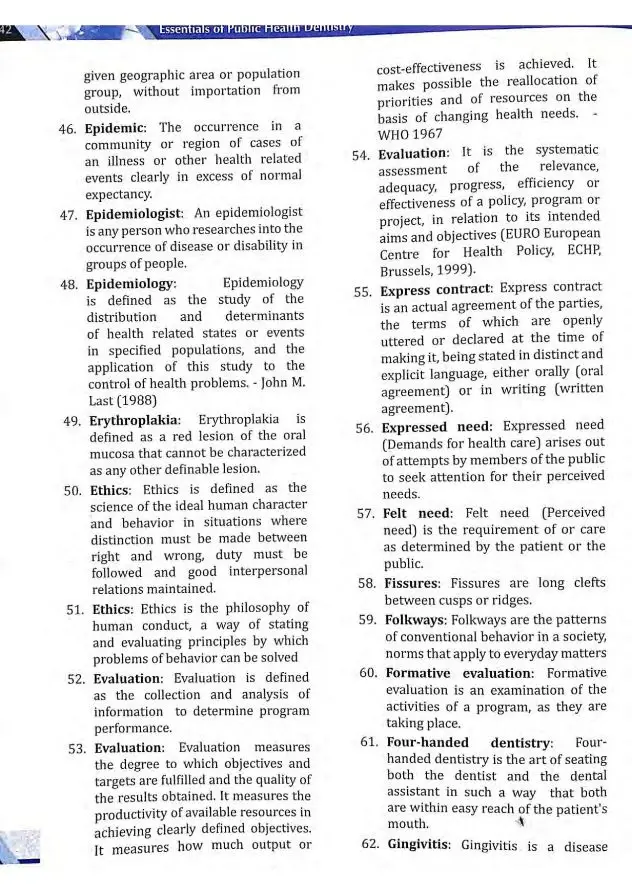 42
Essentials of Public Health Dentistry
given geographic area or population
group, without importation from
outside.
46. Epidemic: The occurrence in a
community or region of cases of
an illness or other health related
events clearly in excess of normal
expectancy.
47. Epidemiologist: An epidemiologist
is any person who researches into the
occurrence of disease or disability in
groups of people.
48. Epidemiology: Epidemiology
is defined as the study of the
distribution and determinants
of health related states or events
in specified populations, and the
application of this study to the
control of health problems. - John M.
Last (1988)
49. Erythroplakia: Erythroplakia is
defined as a red lesion of the oral
mucosa that cannot be characterized
as any other definable lesion.
50. Ethics: Ethics is defined as the
science of the ideal human character
and behavior in situations where
distinction must be made between
right and wrong, duty must be
followed and good interpersonal
relations maintained.
51. Ethics: Ethics is the philosophy of
human conduct, a way of stating
and evaluating principles by which
problems of behavior can be solved
52. Evaluation: Evaluation is defined
as the collection and analysis of
information to determine program
performance.
53. Evaluation: Evaluation measures
the degree to which objectives and
targets are fulfilled and the quality of
the results obtained. It measures the
productivity of available resources in
achieving clearly defined objectives.
It measures how much output or
cost-effectiveness is achieved. It
makes possible the reallocation of
priorities and of resources on the
basis of changing health needs. -
WHO 1967
54. Evaluation: It is the systematic
assessment of the relevance,
adequacy, progress, efficiency or
effectiveness of a policy, program or
project, in relation to its intended
aims and objectives (EURO European
Centre for Health Policy, ECHP,
Brussels, 1999).
55. Express contract: Express contract
is an actual agreement of the parties,
the terms of which are openly
uttered or declared at the time of
making it, being stated in distinct and
explicit language, either orally (oral
agreement) or in writing (written
agreement).
56. Expressed need: Expressed need
(Demands for health care) arises out
of attempts by members of the public
to seek attention for their perceived
needs.
57. Felt need: Felt need (Perceived
need) is the requirement of or care
as determined by the patient or the
public.
58. Fissures: Fissures are long clefts
between cusps or ridges.
59. Folkways: Folkways are the patterns
of conventional behavior in a society,
norms that apply to everyday matters
60. Formative evaluation: Formative
evaluation is an examination of the
activities of a program, as they are
taking place.
61. Four-handed dentistry: Four-
handed dentistry is the art of seating
both the dentist and the dental
assistant in such a way that both
are within easy reach of the patient's
mouth.
62. Gingivitis: Gingivitis is a disease